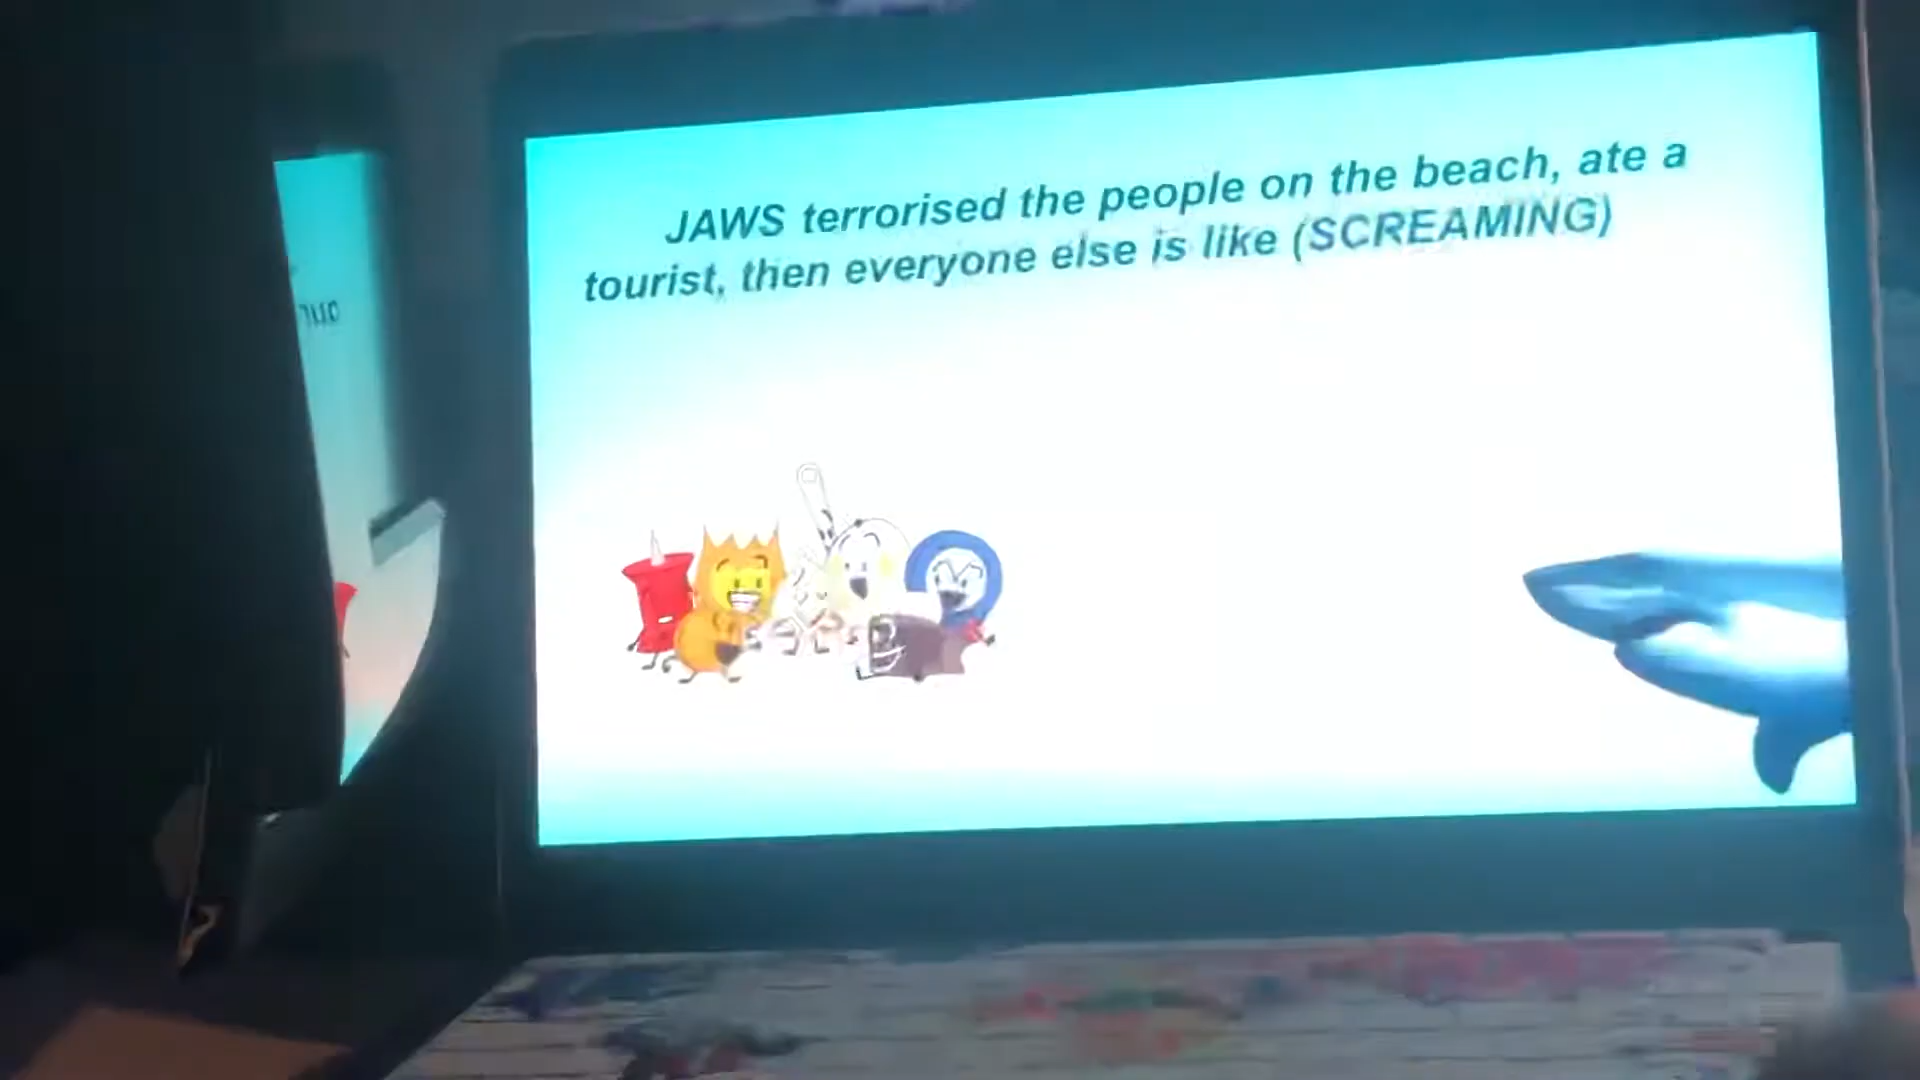 JAWS terrorised the people on the beach, ate a
tourist, then everyone else is like (SCREAMING)